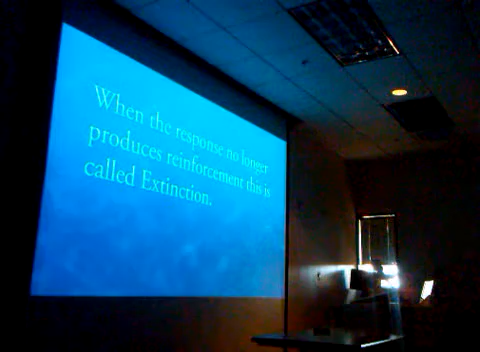 When the response no longer
produces reinforcement this is
called Extinction.